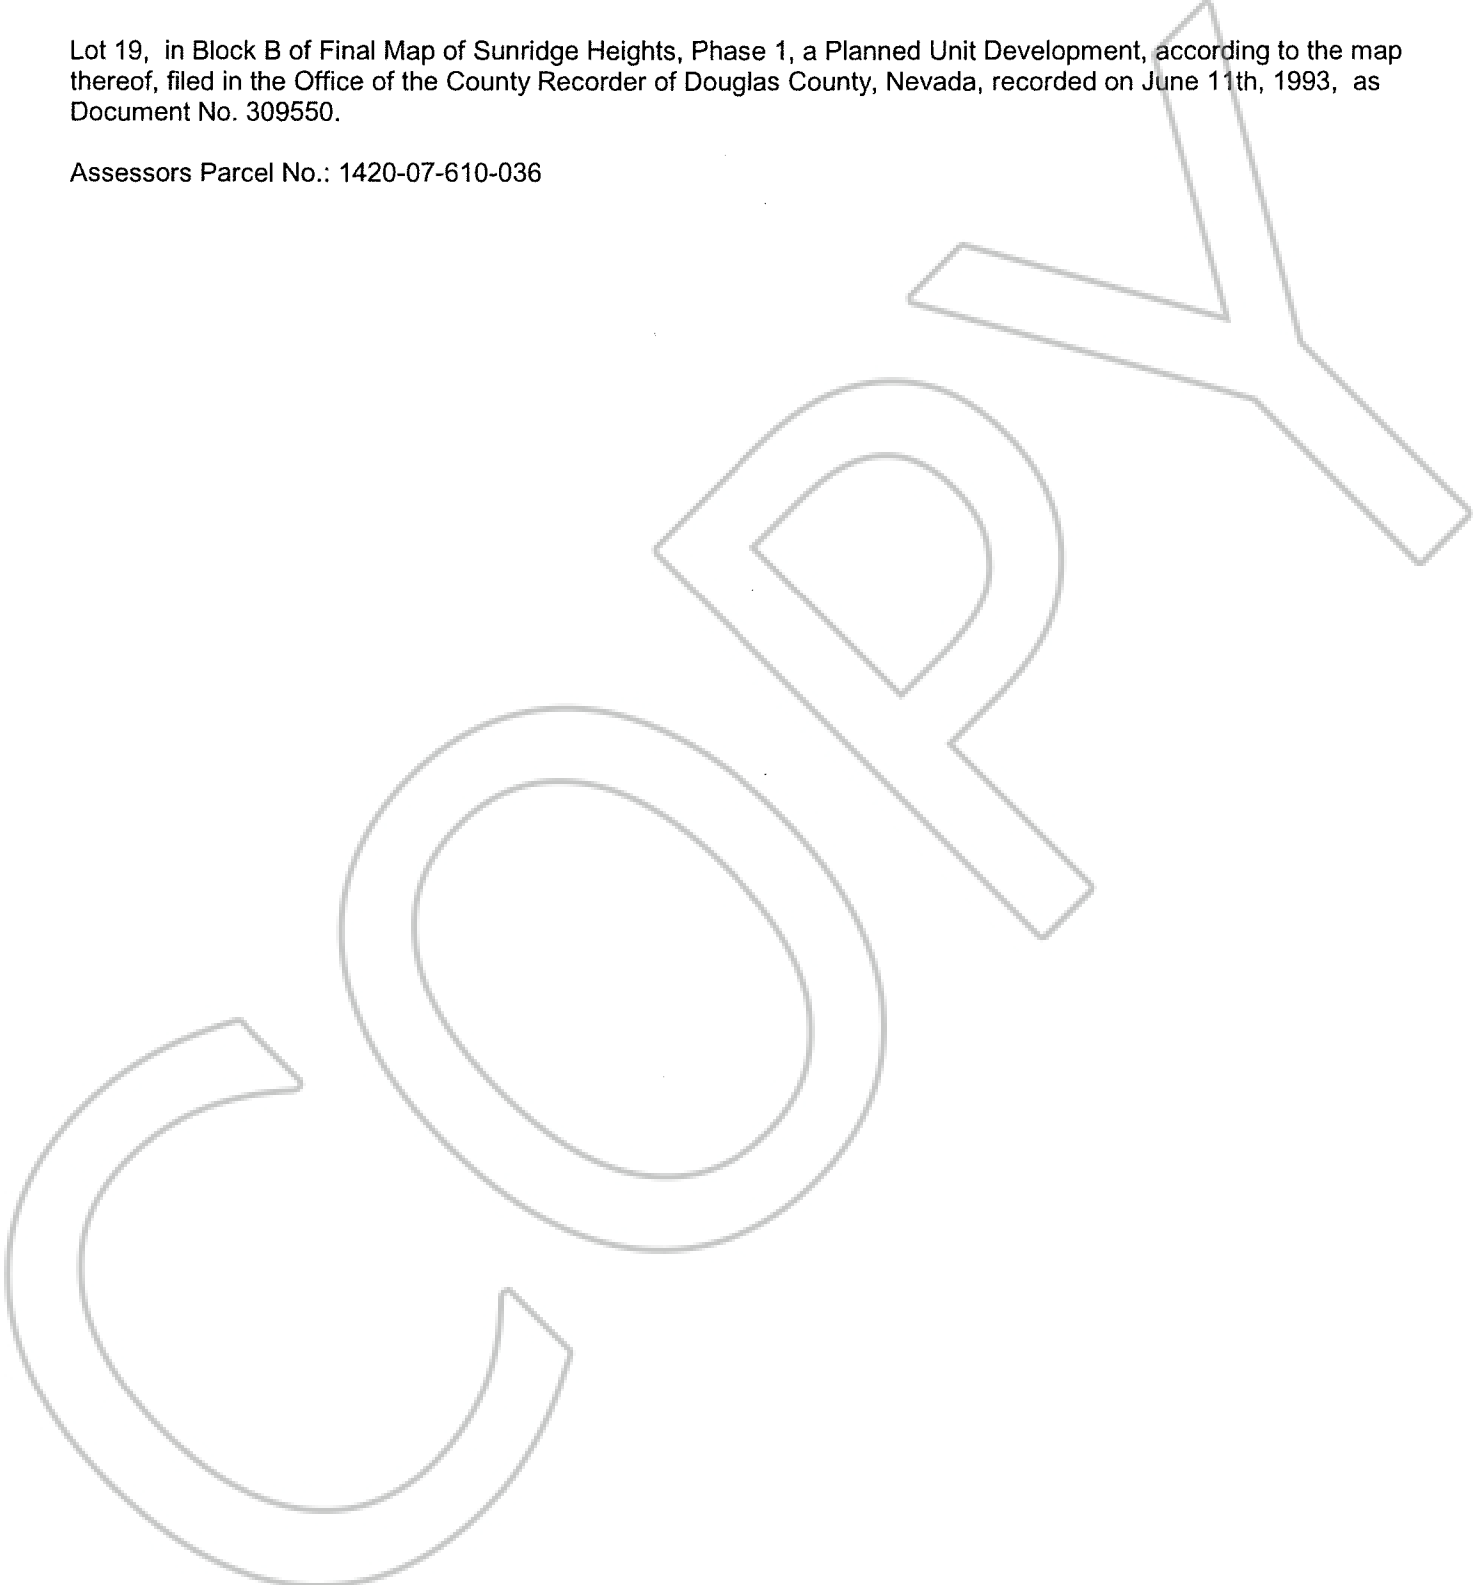 Lot 19,  in Block B of Final Map of Sunridge Heights, Phase 1, a Planned Unit Development, according to the map
thereof, filed in the Office of the County Recorder of Douglas County, Nevada, recorded on June 11th, 1993,  as
Document No. 309550.
Assessors Parcel No.: 1420-07-610-036
COPY